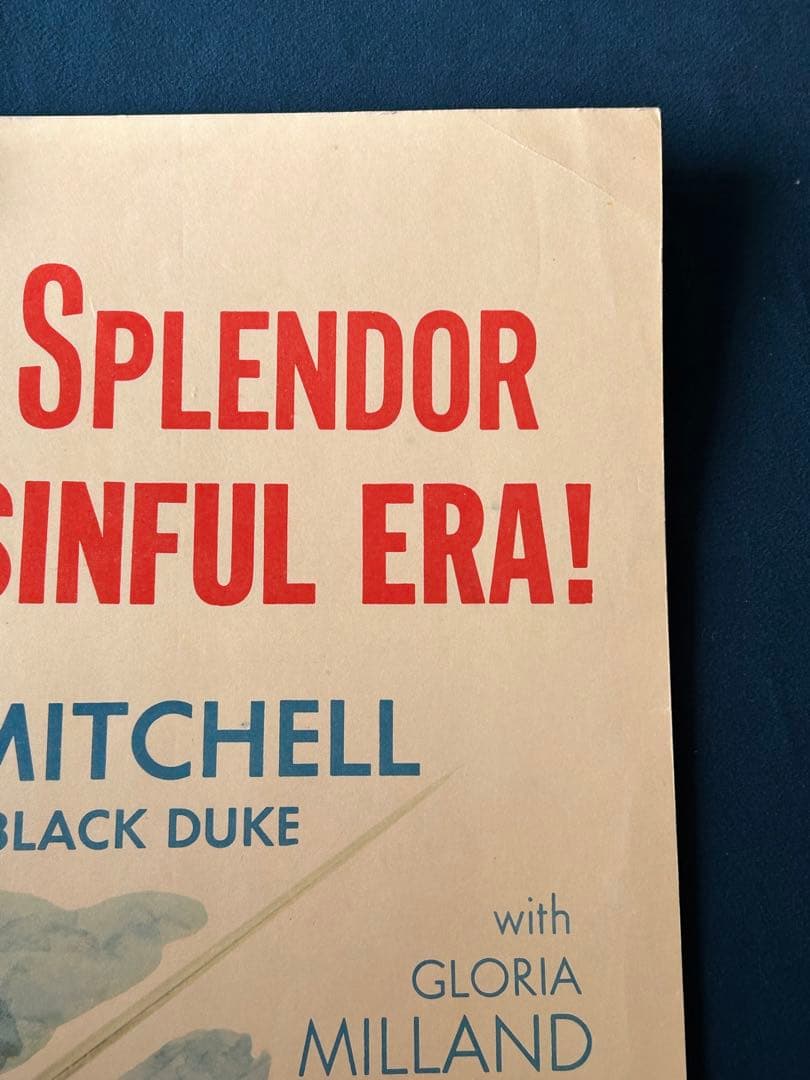 SPLENDOR
SINFUL ERA!
MITCHELL
BLACK DUKE
with
GLORIA
MILLAND